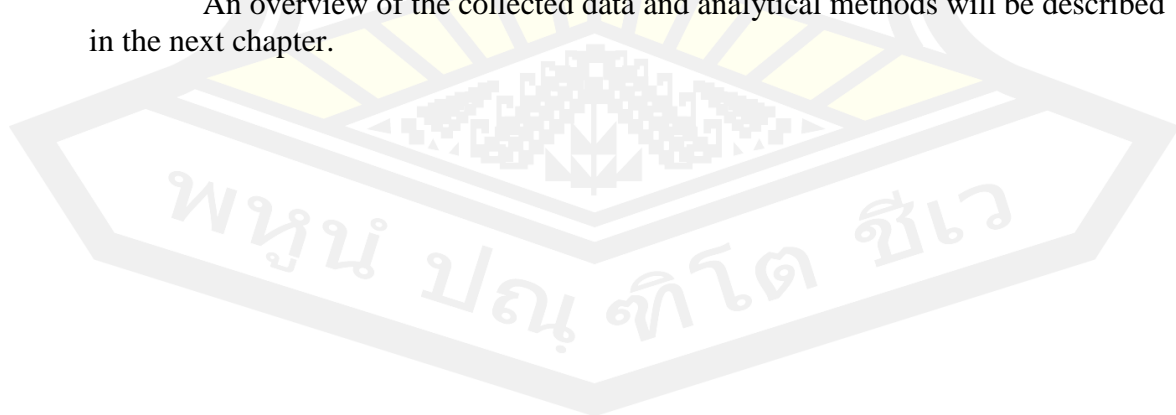 An overview of the collected data and analytical methods will be described
in the next chapter.
พหูนํ ปณฺฑิโต ชีเว